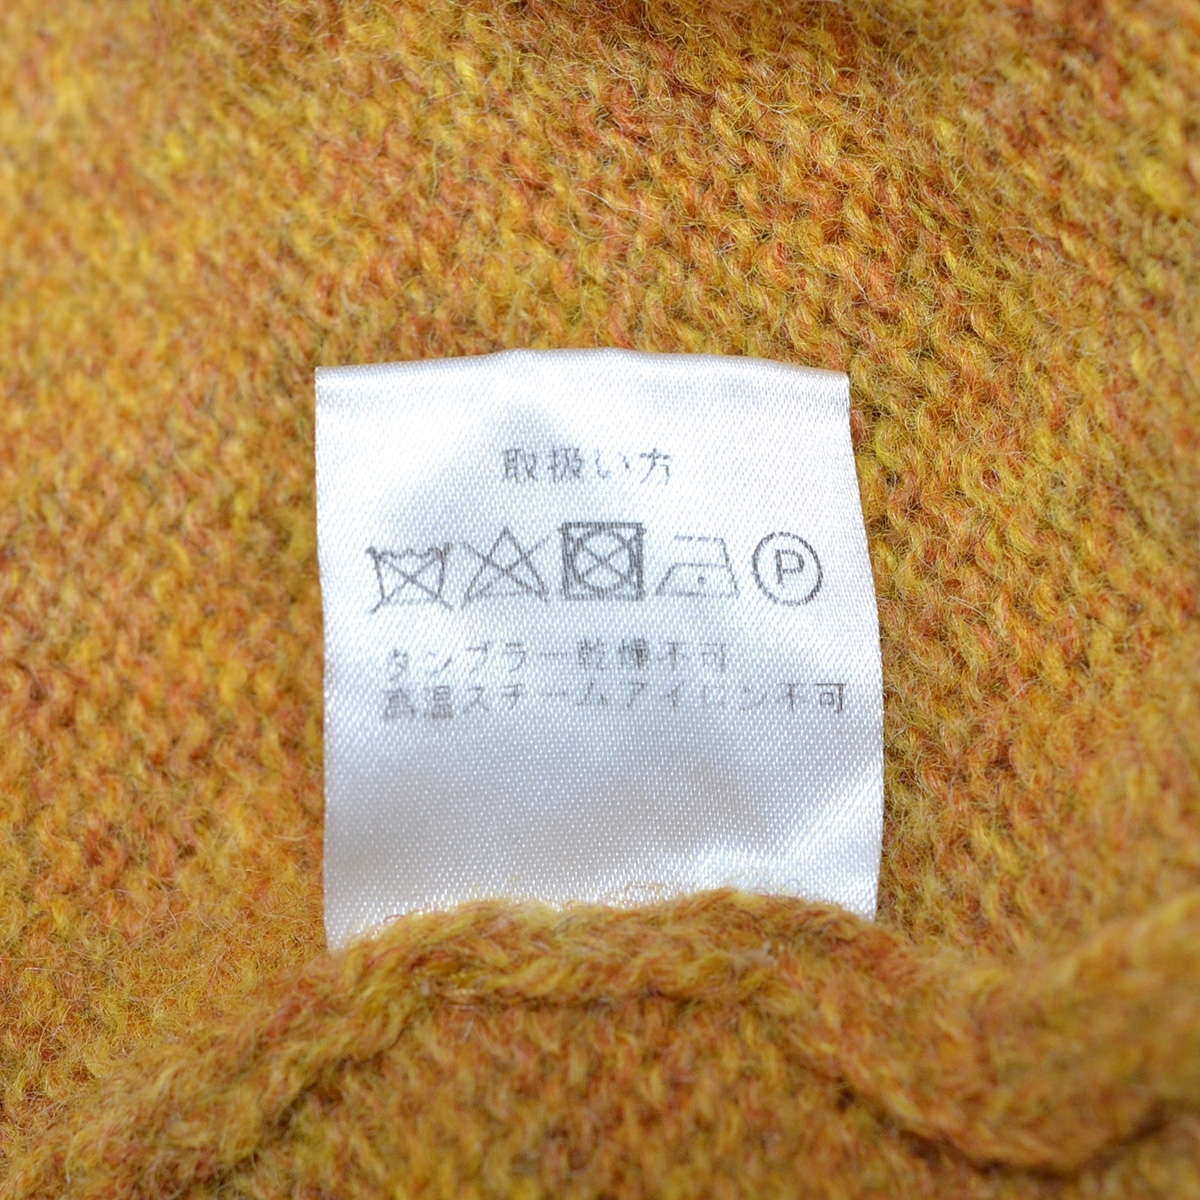 取扱い方
P
タンブラー乾燥不可
高温スチームアイロン不可